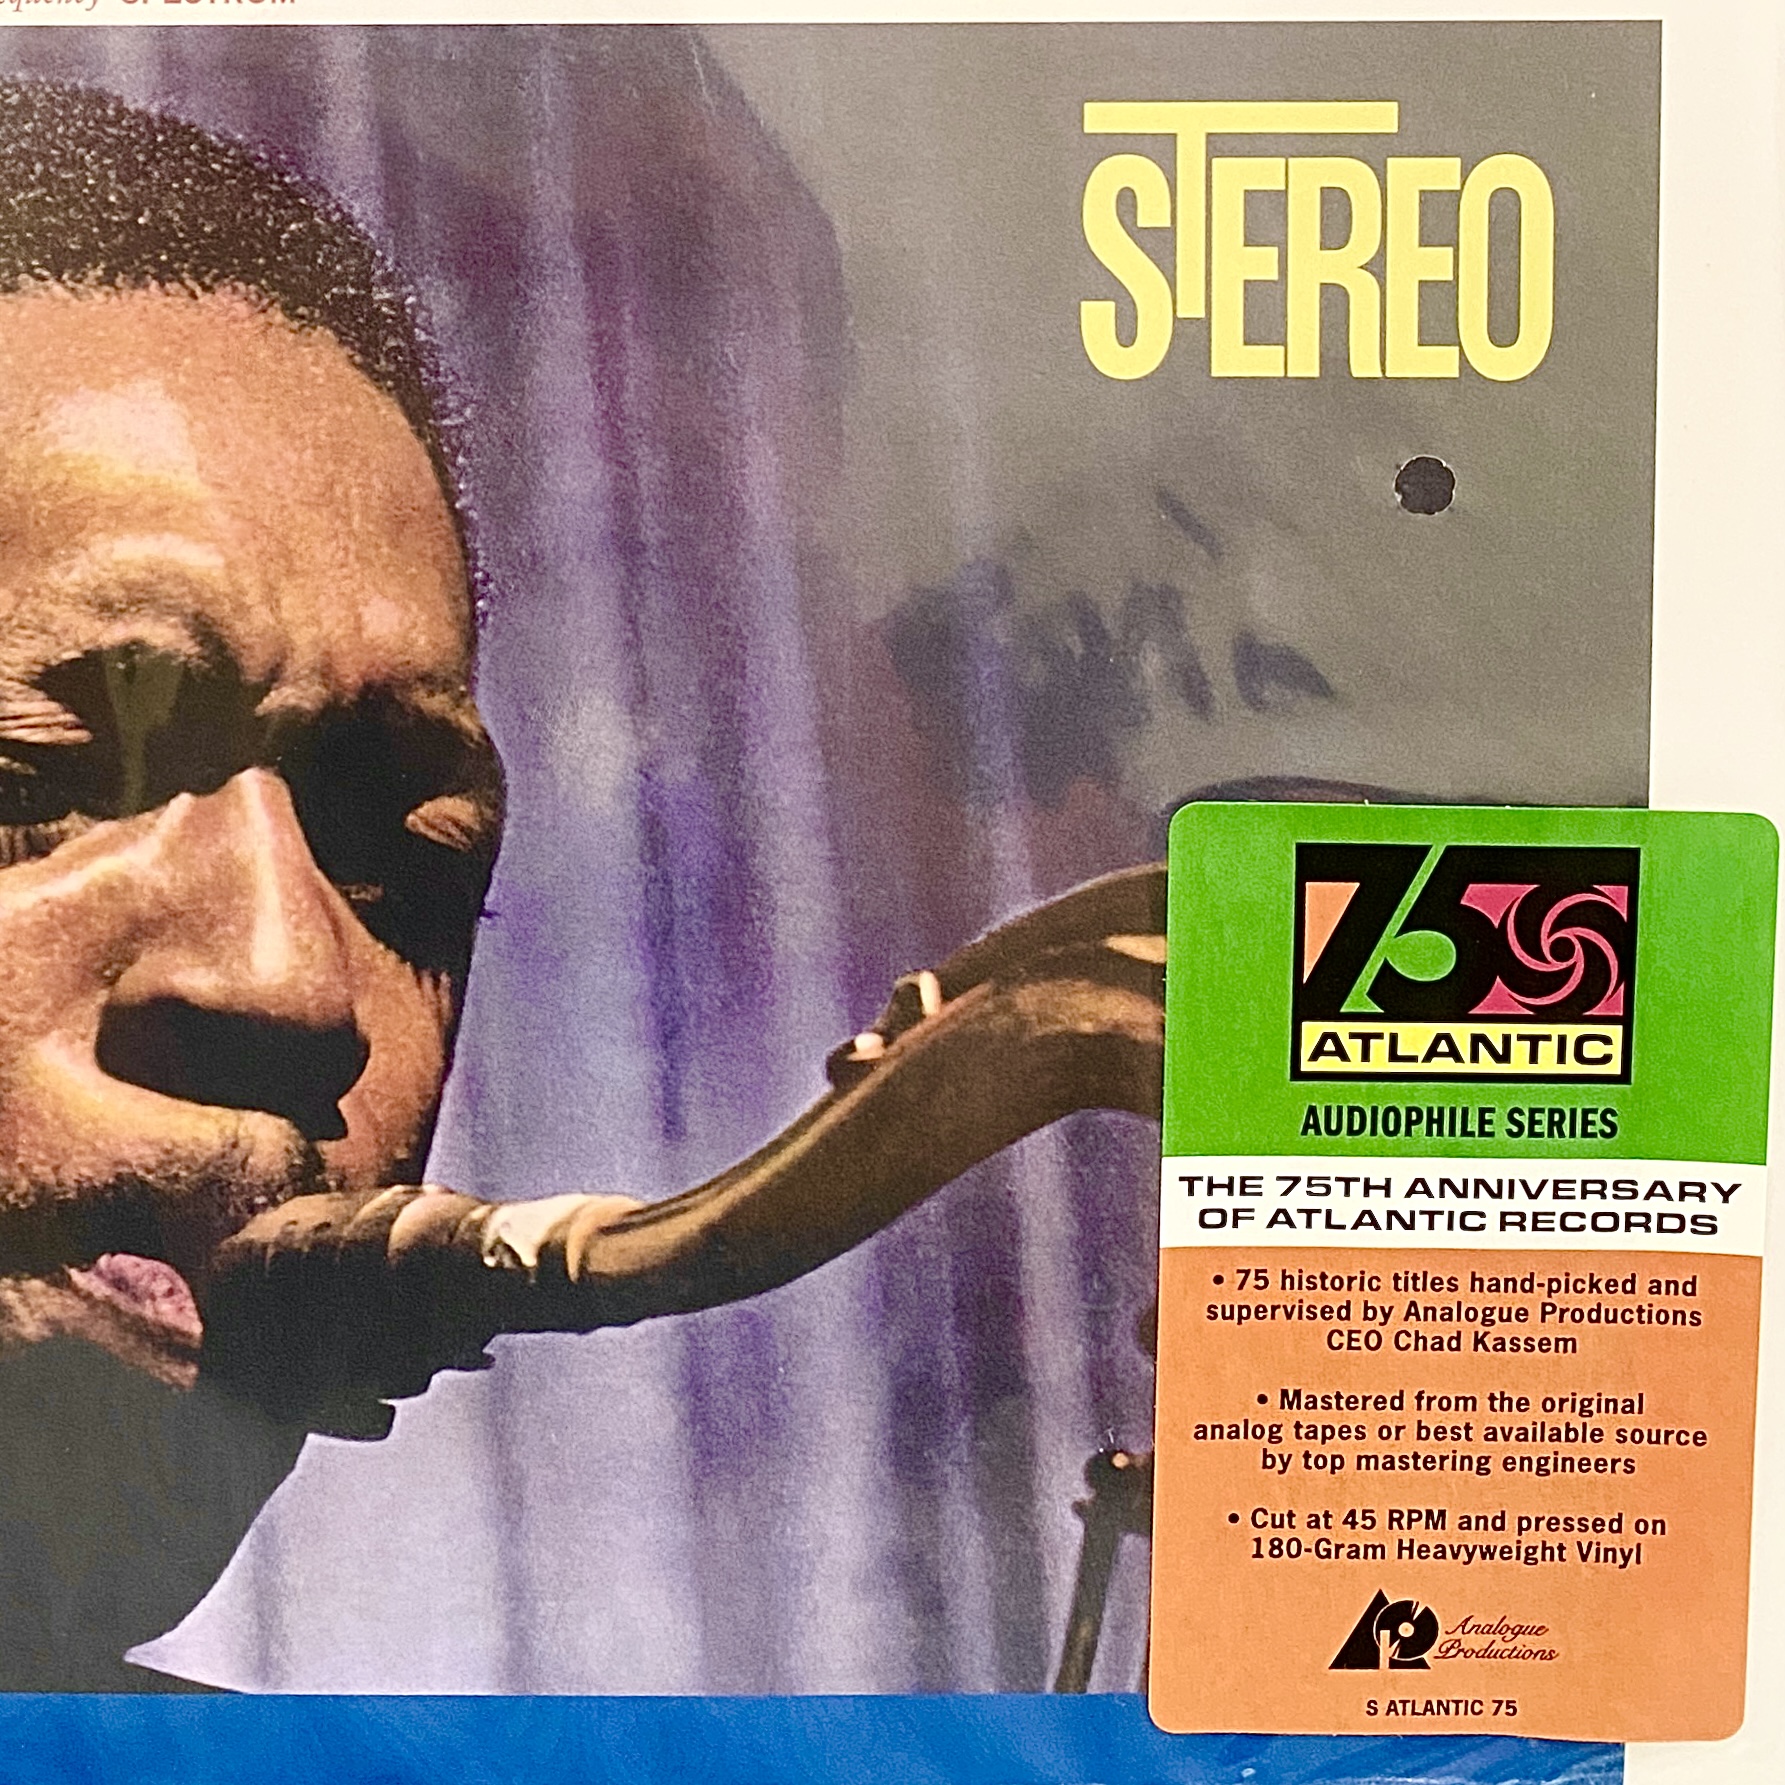 STEREO
75
ATLANTIC
AUDIOPHILE SERIES
THE 75TH ANNIVERSARY
OF ATLANTIC RECORDS
• 75 historic titles hand-picked and
supervised by Analogue Productions
CEO Chad Kassem
• Mastered from the original
analog tapes or best available source
by top mastering engineers
• Cut at 45 RPM and pressed on
180-Gram Heavyweight Vinyl
AP Analogue
Productions
S ATLANTIC 75